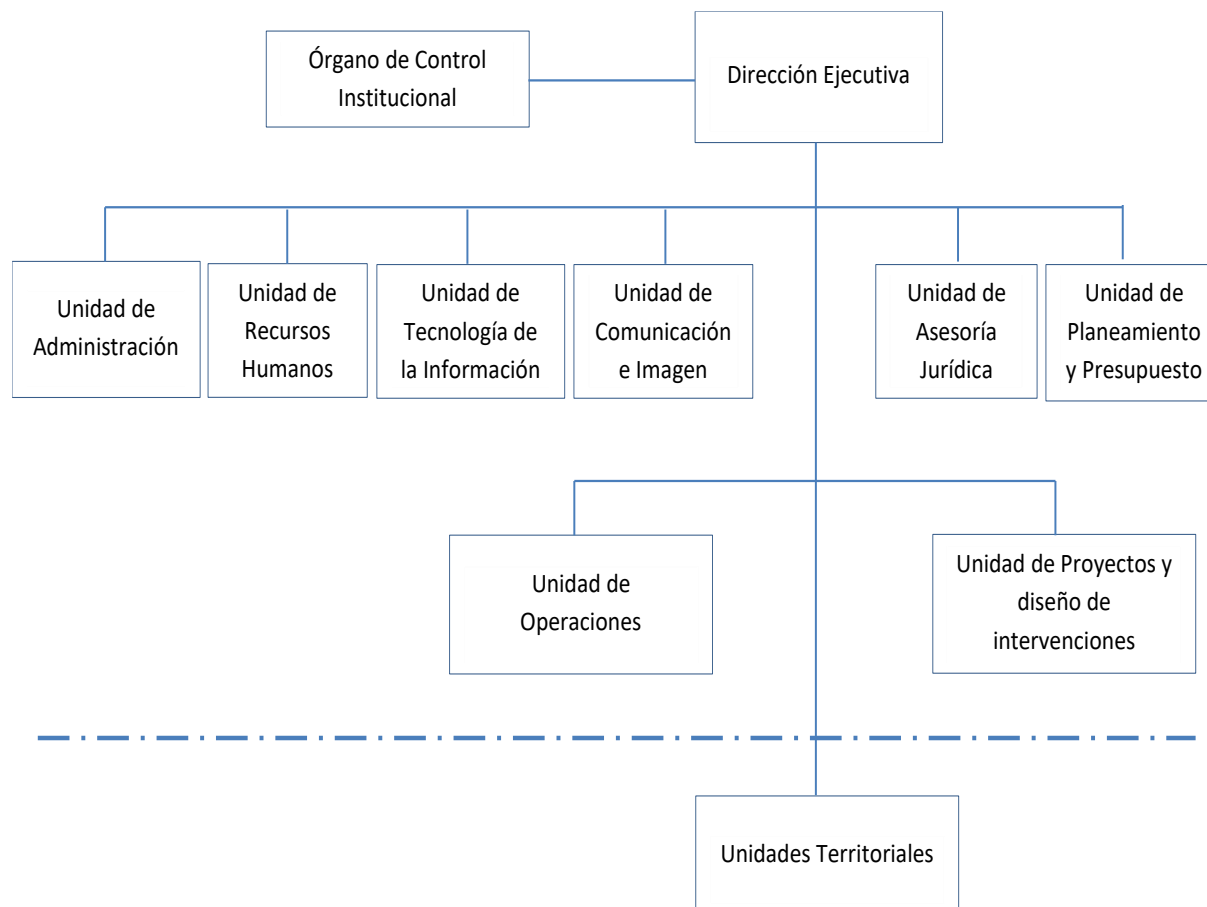 Órgano de Control
Institucional
Dirección Ejecutiva
Unidad de
Administración
Unidad de
Recursos
Humanos
Unidad de
Tecnología de
la Información
Unidad de
Comunicación
e Imagen
Unidad de
Asesoría
Jurídica
Unidad de
Planeamiento
y Presupuesto
Unidad de
Operaciones
Unidad de Proyectos y
diseño de
intervenciones
Unidades Territoriales